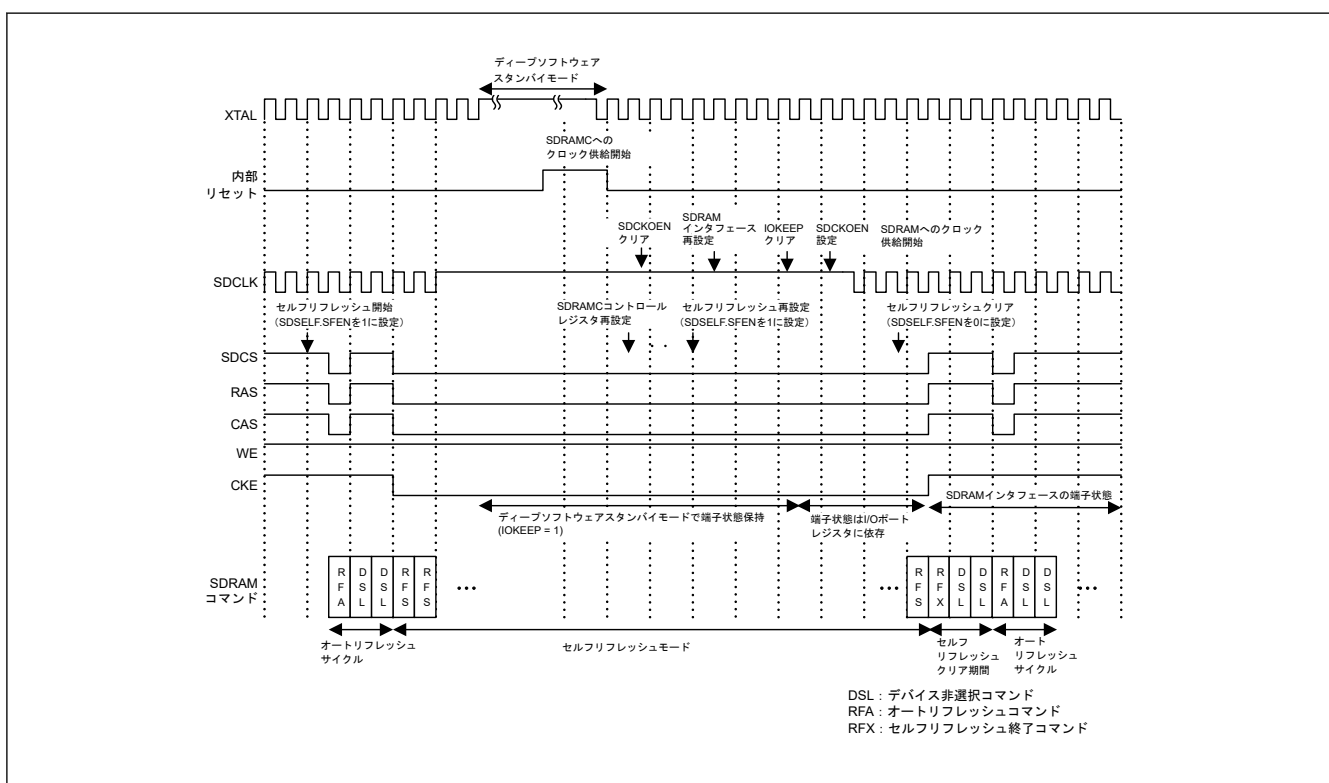 ディープソフトウェア
スタンバイモード
XTAL
SDRAMCへの
クロック供給開始
内部
リセット
SDCKOEN
クリア
SDRAM
インタフェース
再設定
IOKEEP
クリア
SDCKOEN
設定
SDRAMへのクロック
供給開始
SDCLK
セルフリフレッシュ開始
(SDSELF.SFENを1に設定)
SDRAMCコントロール
レジスタ再設定
セルフリフレッシュ再設定
(SDSELF.SFENを1に設定)
セルフリフレッシュクリア
(SDSELF.SFENを0に設定)
SDCS
RAS
CAS
WE
CKE
ディープソフトウェアスタンバイモードで端子状態保持
(IOKEEP = 1)
端子状態はI/Oポート
レジスタに依存
SDRAMインタフェースの端子状態
SDRAM
コマンド
RFA
DSL
DSL
RFS
RFS
...
...
RFS
RFX
DSL
DSL
RFA
DSL
DSL
...
オートリフレッシュ
サイクル
セルフリフレッシュモード
セルフ
リフレッシュ
クリア期間
オート
リフレッシュ
サイクル
DSL：デバイス非選択コマンド
RFA：オートリフレッシュコマンド
RFX：セルフリフレッシュ終了コマンド